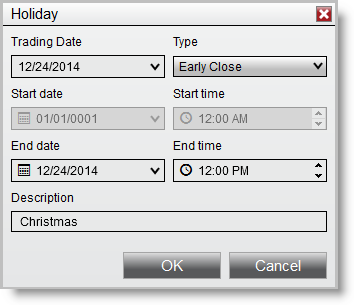 Holiday
Trading Date Type
12/24/2014 Early Close
Start date Start time
01/01/0001 12:00 AM
End date End time
12/24/2014 12:00 PM
Description
Christmas
OK Cancel